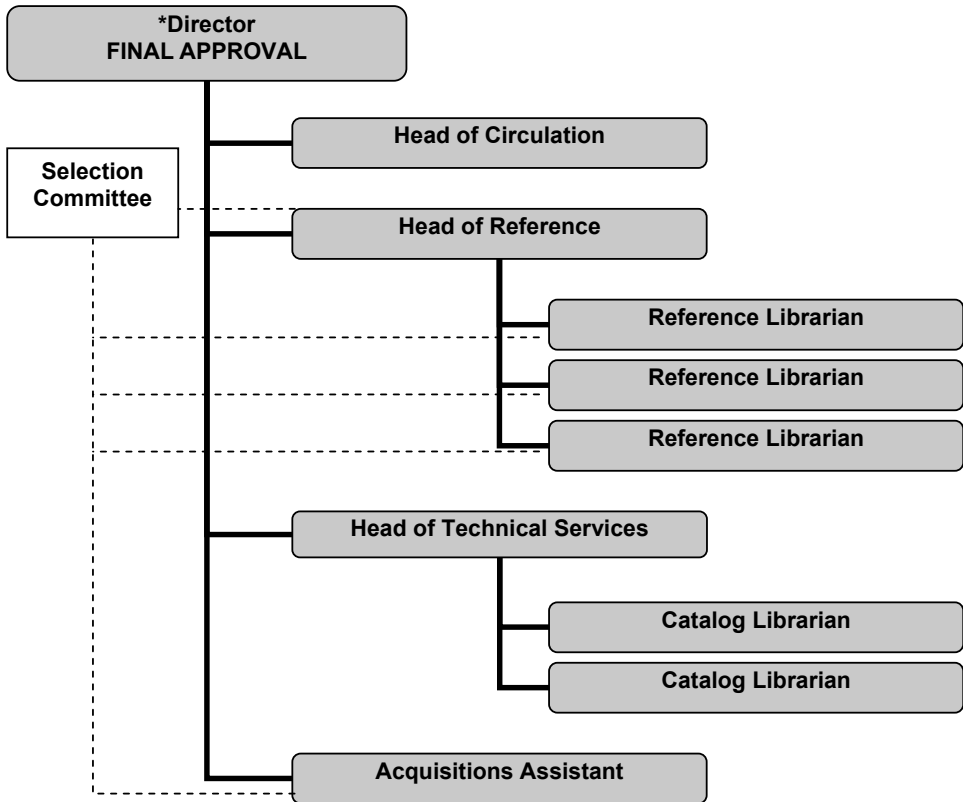 *Director
FINAL APPROVAL
Head of Circulation
Selection
Committee
Head of Reference
Reference Librarian
Reference Librarian
Reference Librarian
Head of Technical Services
Catalog Librarian
Catalog Librarian
Acquisitions Assistant